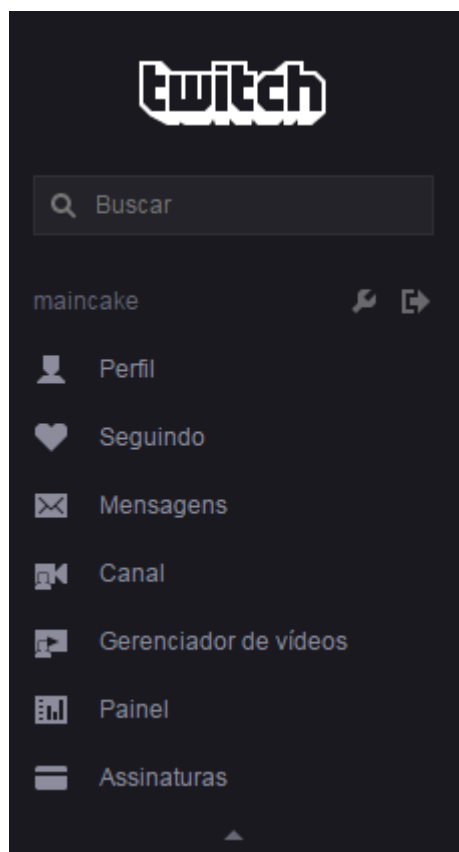 twitch
Buscar
maincake
Perfil
Seguindo
Mensagens
Canal
Gerenciador de vídeos
Painel
Assinaturas